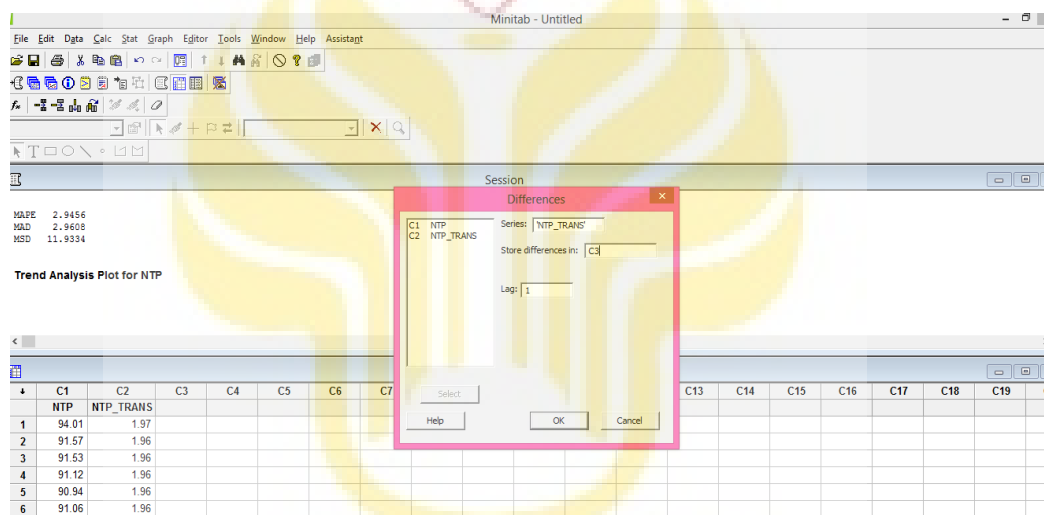 Minitab - Untitled
File Edit Data Calc Stat Graph Editor Tools Window Help Assistant
Session
MAPE 2.9456
MAD 2.9608
MSD 11.9334
Trend Analysis Plot for NTP
Differences
C1 NTP
C2 NTP_TRANS
Series: 'NTP_TRANS'
Store differences in: C3
Lag: 1
Select
Help OK Cancel
C1 C2 C3 C4 C5 C6 C7 C13 C14 C15 C16 C17 C18 C19
NTP NTP_TRANS
1 94.01 1.97
2 91.57 1.96
3 91.53 1.96
4 91.12 1.96
5 90.94 1.96
6 91.06 1.96